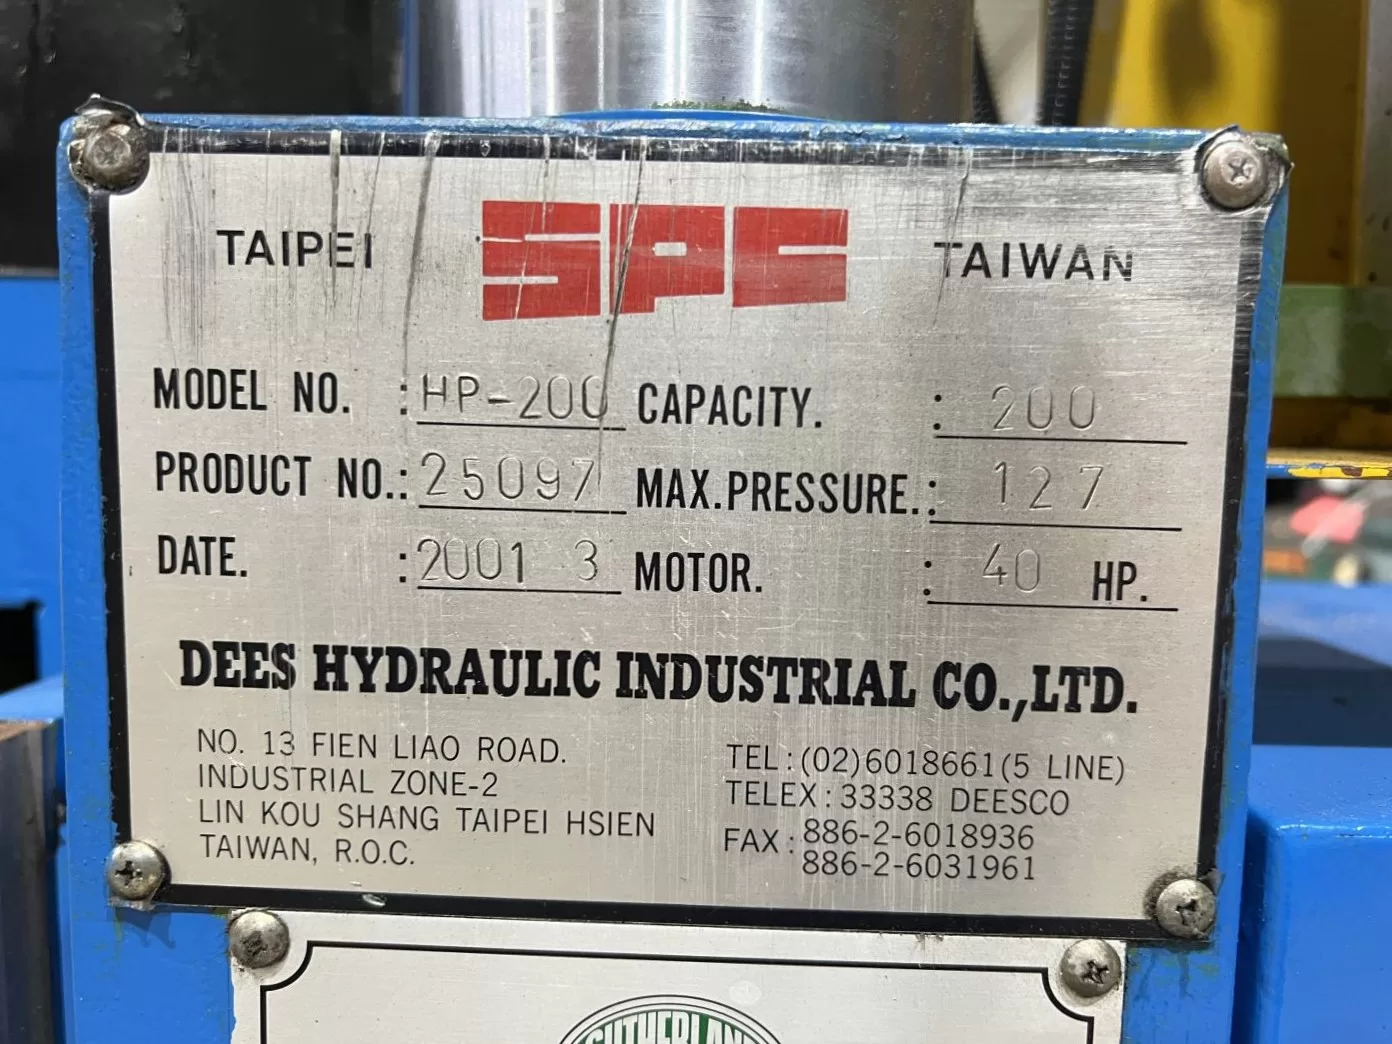 TAIPEI SPC TAIWAN
MODEL NO. : HP-200 CAPACITY. : 200
PRODUCT NO.: 25097 MAX.PRESSURE.: 127
DATE. : 2001 3 MOTOR. : 40 HP.
DEES HYDRAULIC INDUSTRIAL CO.,LTD.
NO. 13 FIEN LIAO ROAD.
INDUSTRIAL ZONE-2
LIN KOU SHANG TAIPEI HSIEN
TAIWAN, R.O.C.
TEL:(02)6018661(5 LINE)
TELEX:33338 DEESCO
FAX:886-2-6018936
886-2-6031961